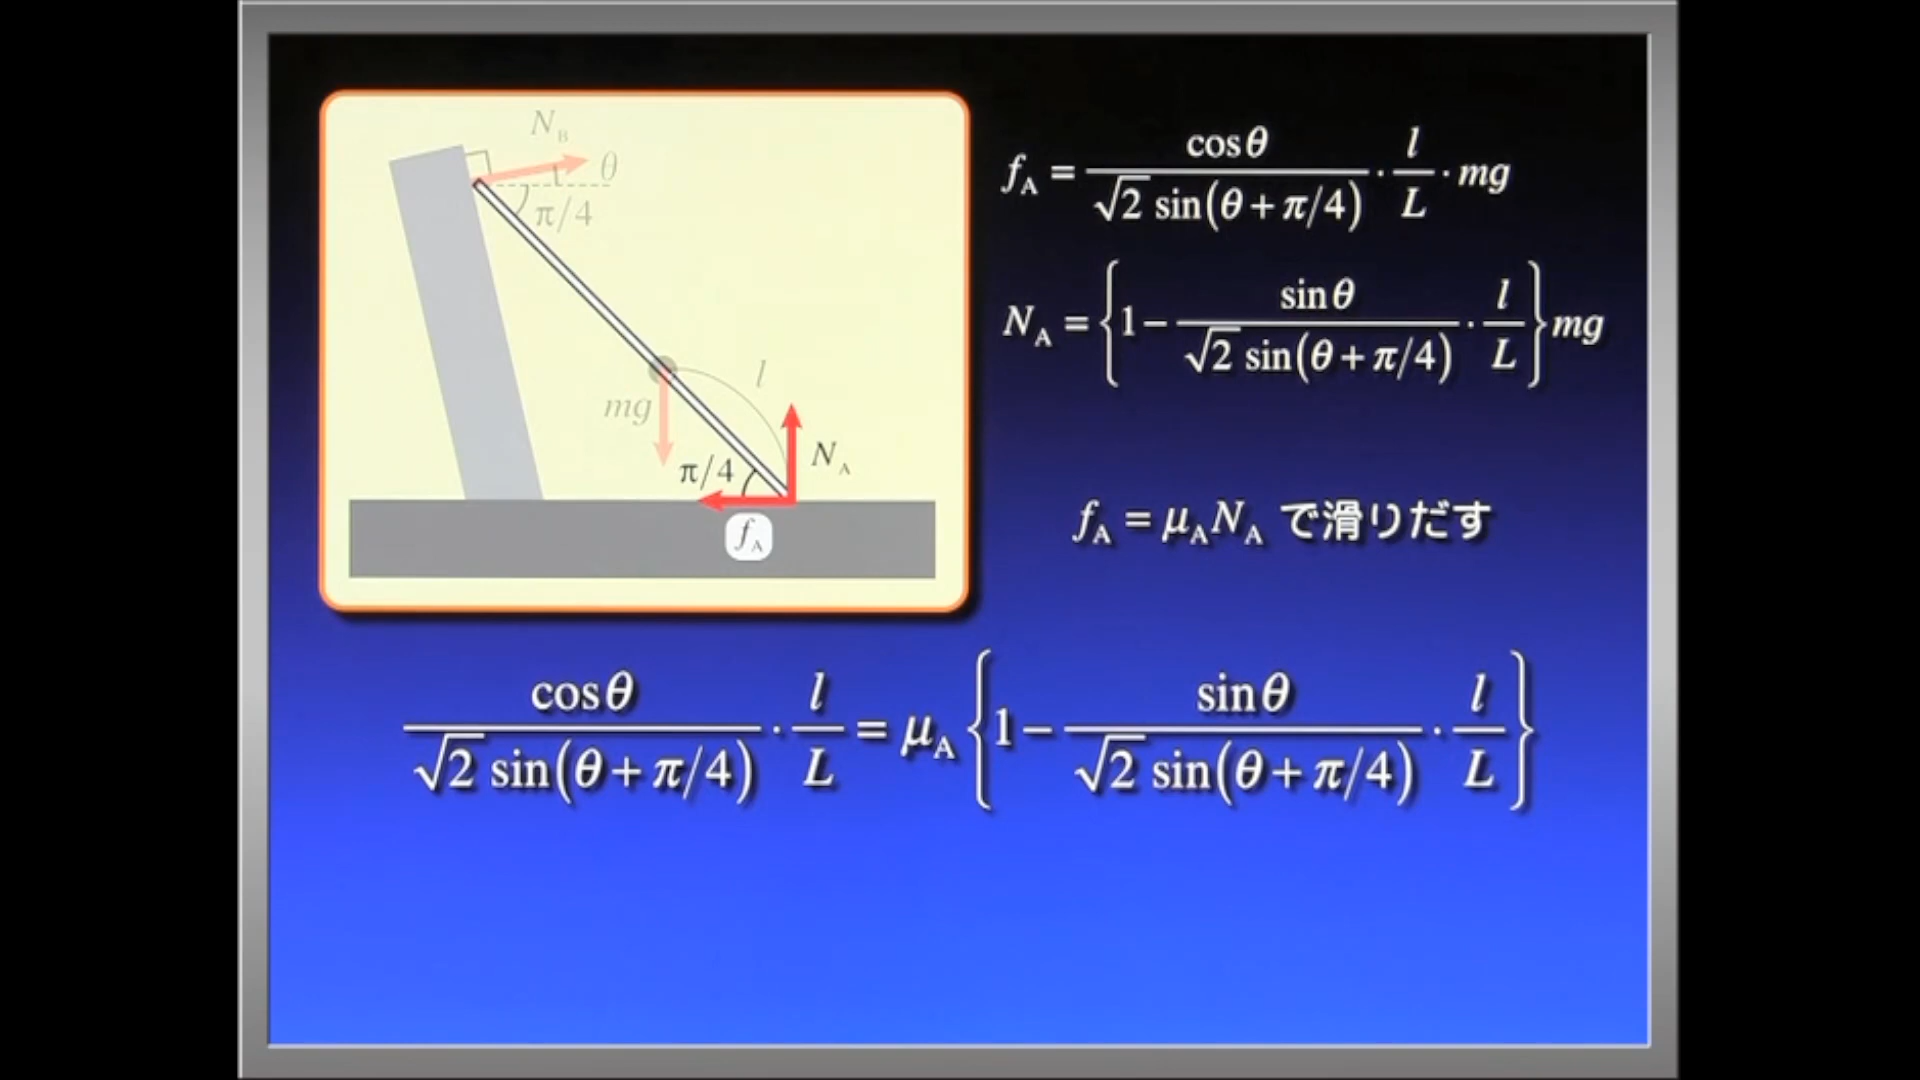 N_B
θ
π/4
l
mg
π/4
N_A
f_A
f_A = cosθ / √2 sin(θ + π/4) · l/L · mg
N_A = {1 − sinθ / √2 sin(θ + π/4) · l/L} mg
f_A = μ_A N_A で滑りだす
cosθ / √2 sin(θ + π/4) · l/L = μ_A {1 − sinθ / √2 sin(θ + π/4) · l/L}